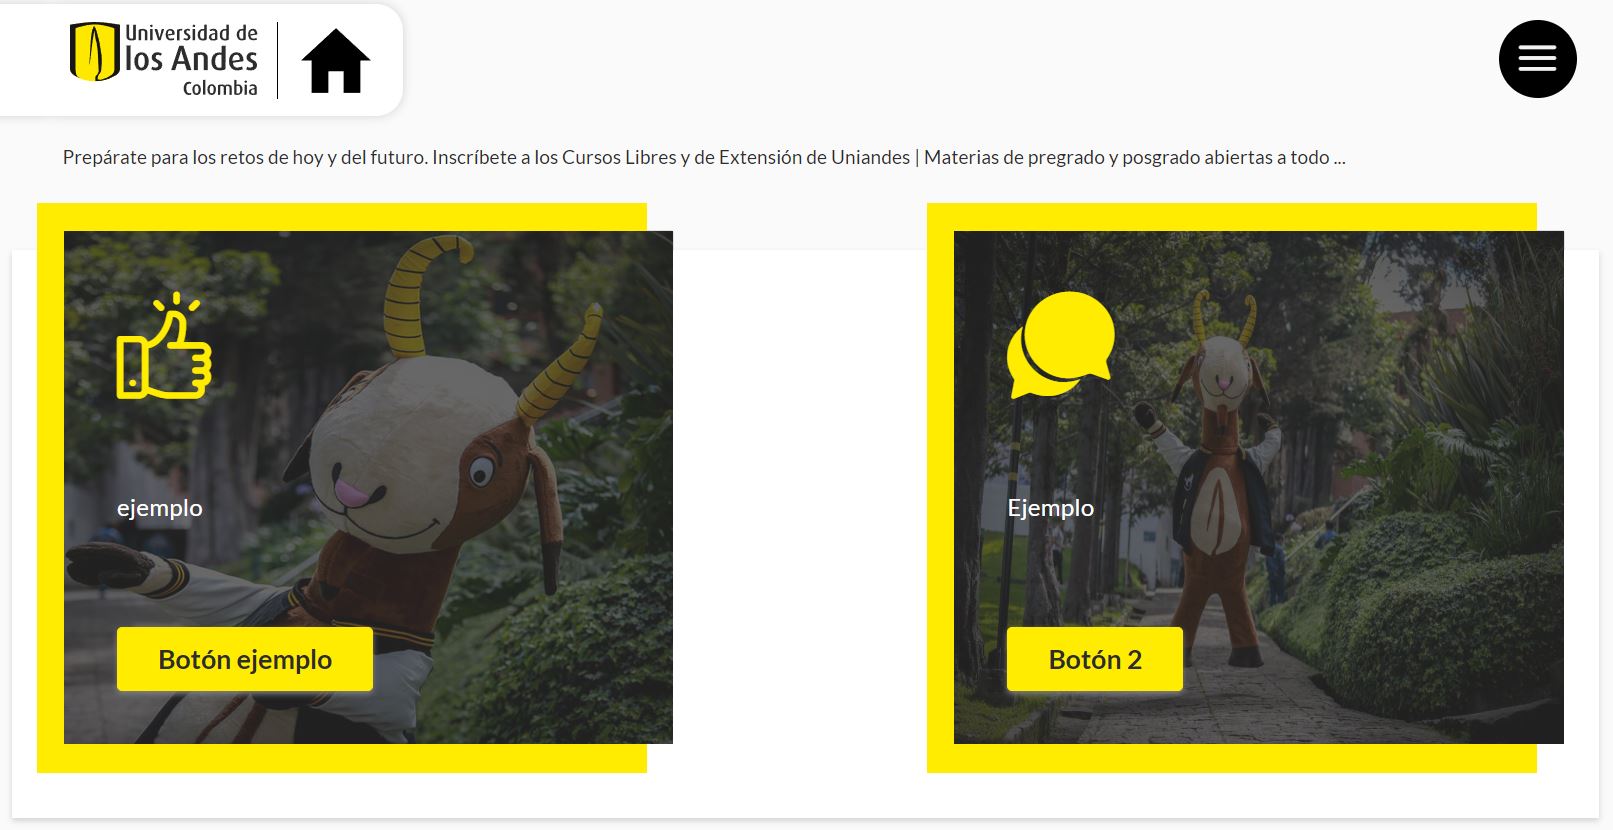 Universidad de
los Andes
Colombia
Prepárate para los retos de hoy y del futuro. Inscríbete a los Cursos Libres y de Extensión de Uniandes | Materias de pregrado y posgrado abiertas a todo ...
ejemplo
Botón ejemplo
Ejemplo
Botón 2